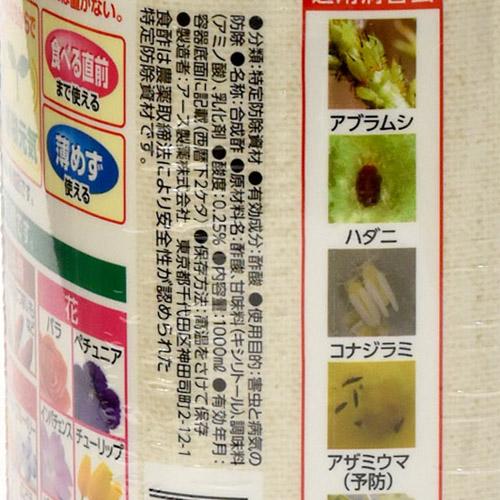 食べる直前
まで使える
薄めず
使える
元気
花
バラ
ペチュニア
インパチェンス
チューリップ
●分類:特定防除資材 ●有効成分:酢酸 ●使用目的:害虫と病気の
防除 ●名称:合成酢 ●原材料名:酢酸、甘味料(キシリトール)、調味料
(アミノ酸)、乳化剤 ●酸度:0.25% ●内容量:1000㎖ ●有効年月:
容器底面に記載(西暦下2ケタ) ●保存方法:高温をさけて保存
●製造者:アース製薬株式会社 東京都千代田区神田司町2-12-1
食酢は農薬取締法により安全性が認められた
特定防除資材です。
アブラムシ
ハダニ
コナジラミ
アザミウマ
(予防)